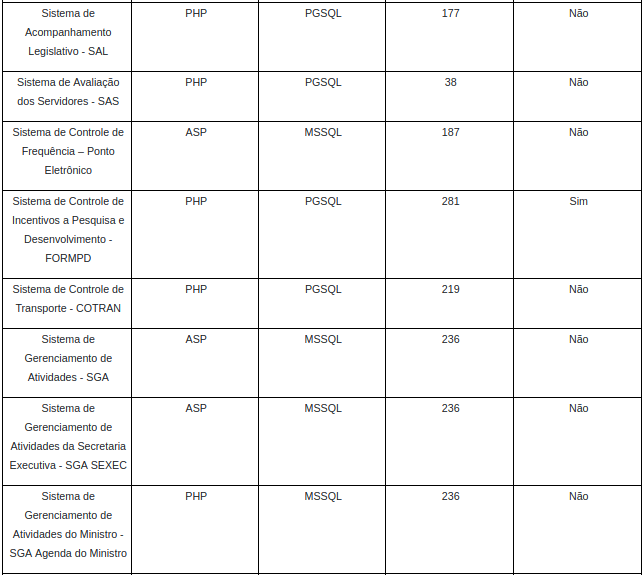 Sistema de PHP PGSQL 177 Não
Acompanhamento
Legislativo - SAL
Sistema de Avaliação PHP PGSQL 38 Não
dos Servidores - SAS
Sistema de Controle de ASP MSSQL 187 Não
Frequência – Ponto
Eletrônico
Sistema de Controle de PHP PGSQL 281 Sim
Incentivos a Pesquisa e
Desenvolvimento -
FORMPD
Sistema de Controle de PHP PGSQL 219 Não
Transporte - COTRAN
Sistema de ASP MSSQL 236 Não
Gerenciamento de
Atividades - SGA
Sistema de ASP MSSQL 236 Não
Gerenciamento de
Atividades da Secretaria
Executiva - SGA SEXEC
Sistema de PHP MSSQL 236 Não
Gerenciamento de
Atividades do Ministro -
SGA Agenda do Ministro